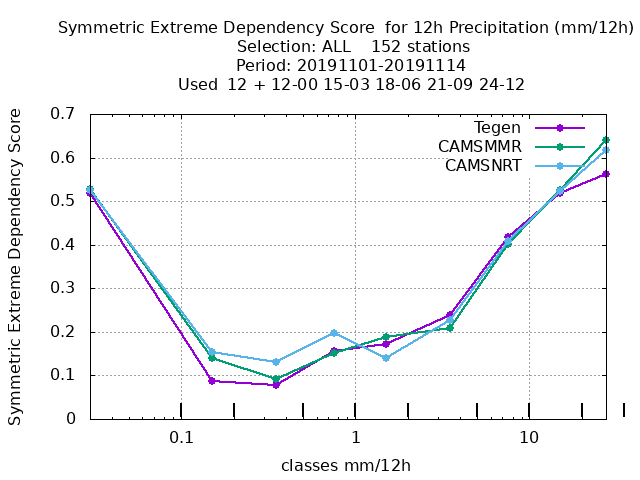 Symmetric Extreme Dependency Score  for 12h Precipitation (mm/12h)
Selection: ALL    152 stations
Period: 20191101-20191114
Used  12 + 12-00 15-03 18-06 21-09 24-12
Symmetric Extreme Dependency Score
0.7
0.6
0.5
0.4
0.3
0.2
0.1
0
Tegen
CAMSMMR
CAMSNRT
0.1
1
10
classes mm/12h